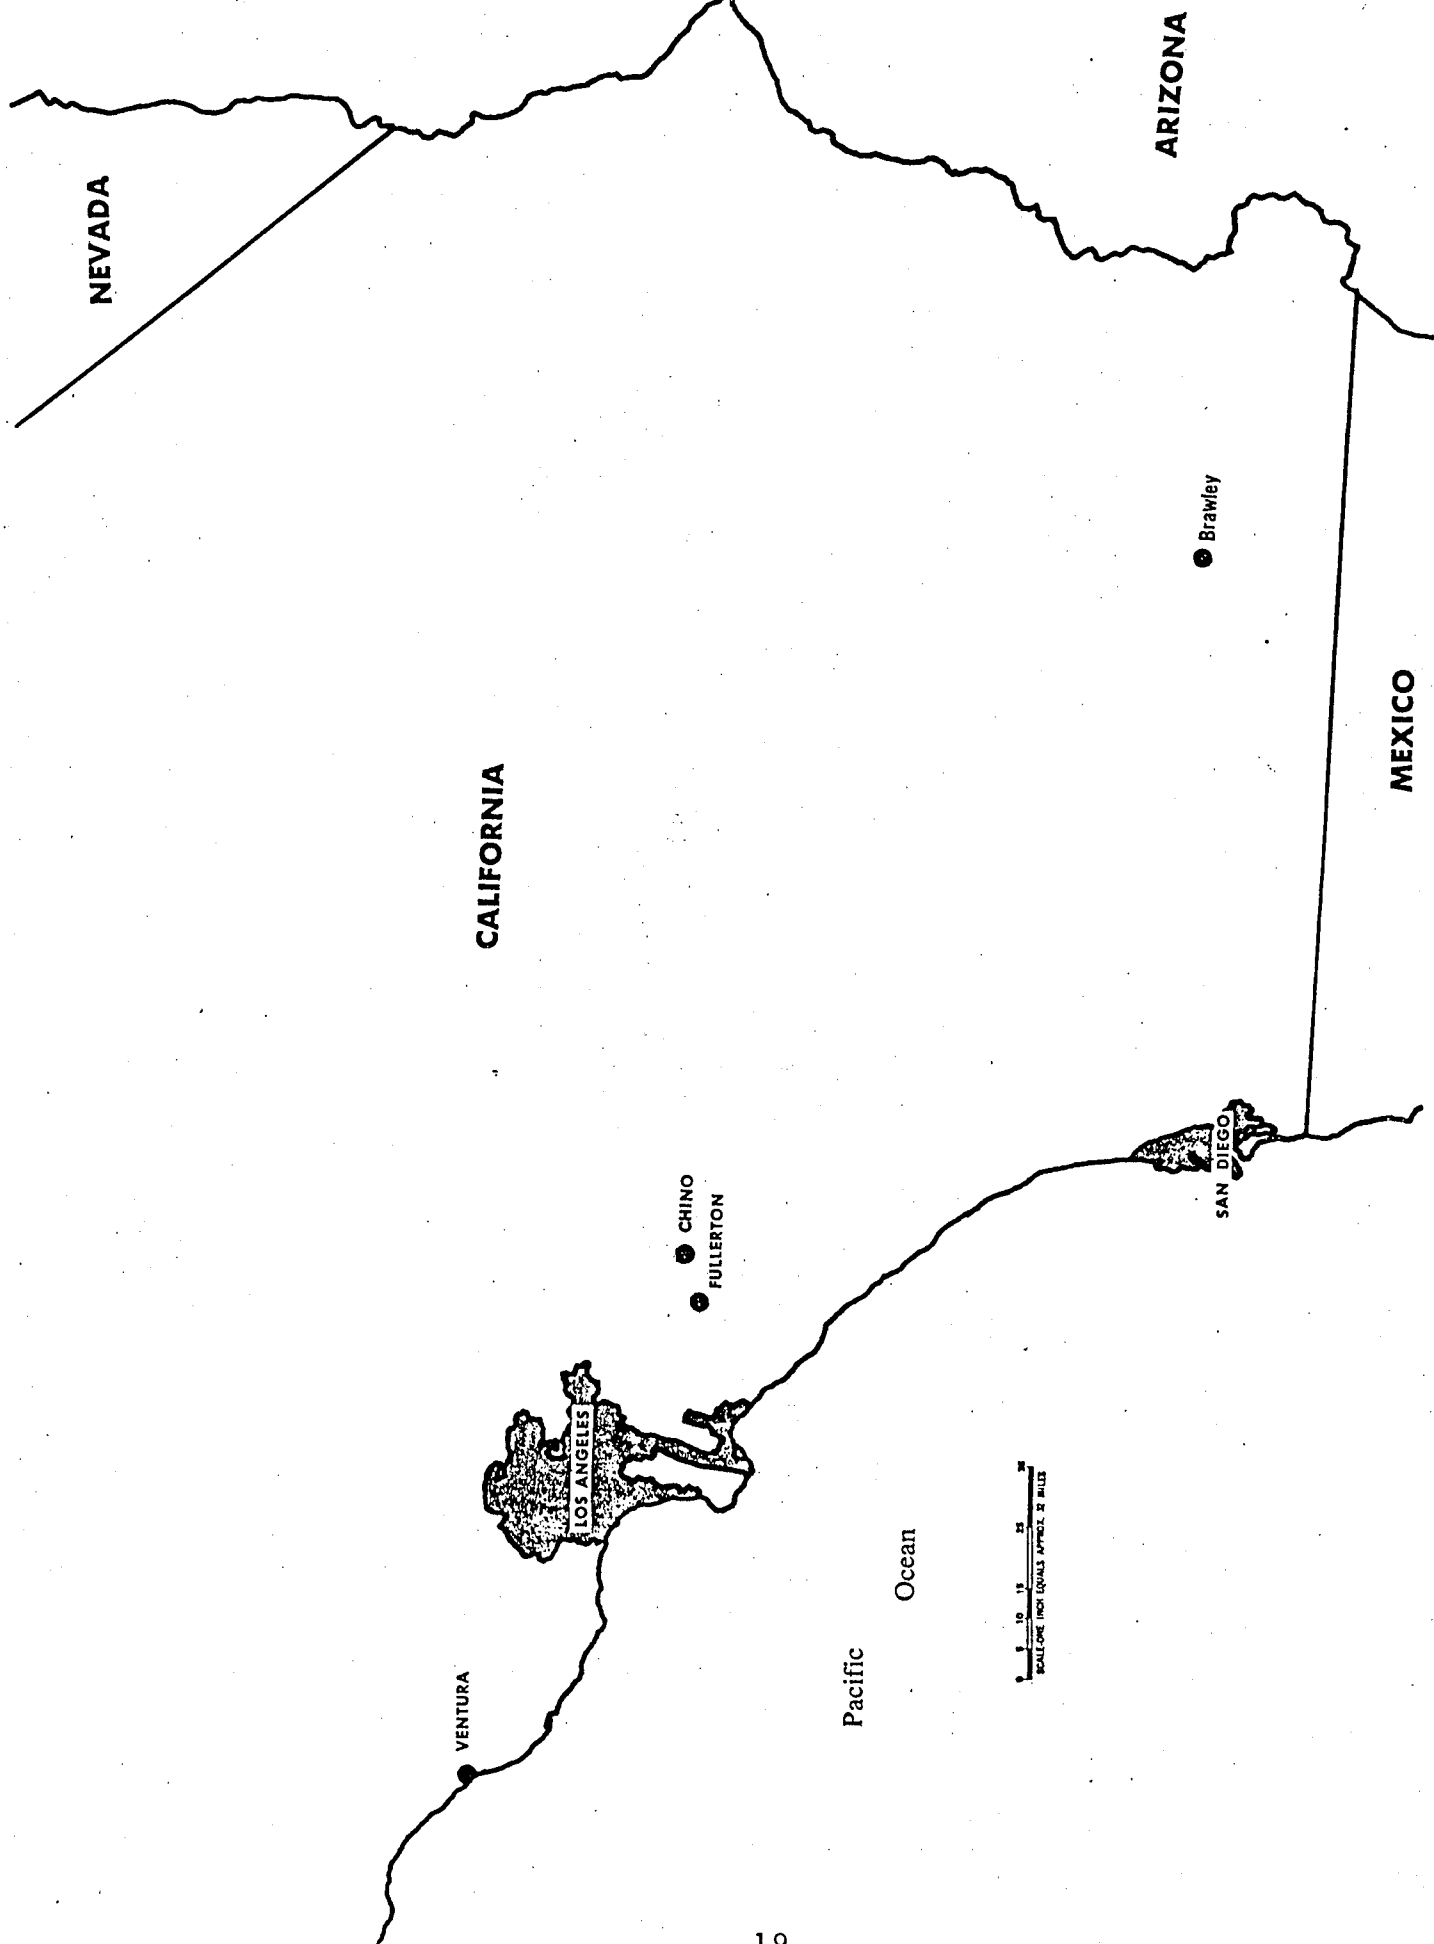 NEVADA
ARIZONA
CALIFORNIA
Brawley
MEXICO
VENTURA
LOS ANGELES
CHINO
FULLERTON
SAN DIEGO
Pacific
Ocean
0 5 10 15 25 35
SCALE-ONE INCH EQUALS APPROX. 32 MILES
19